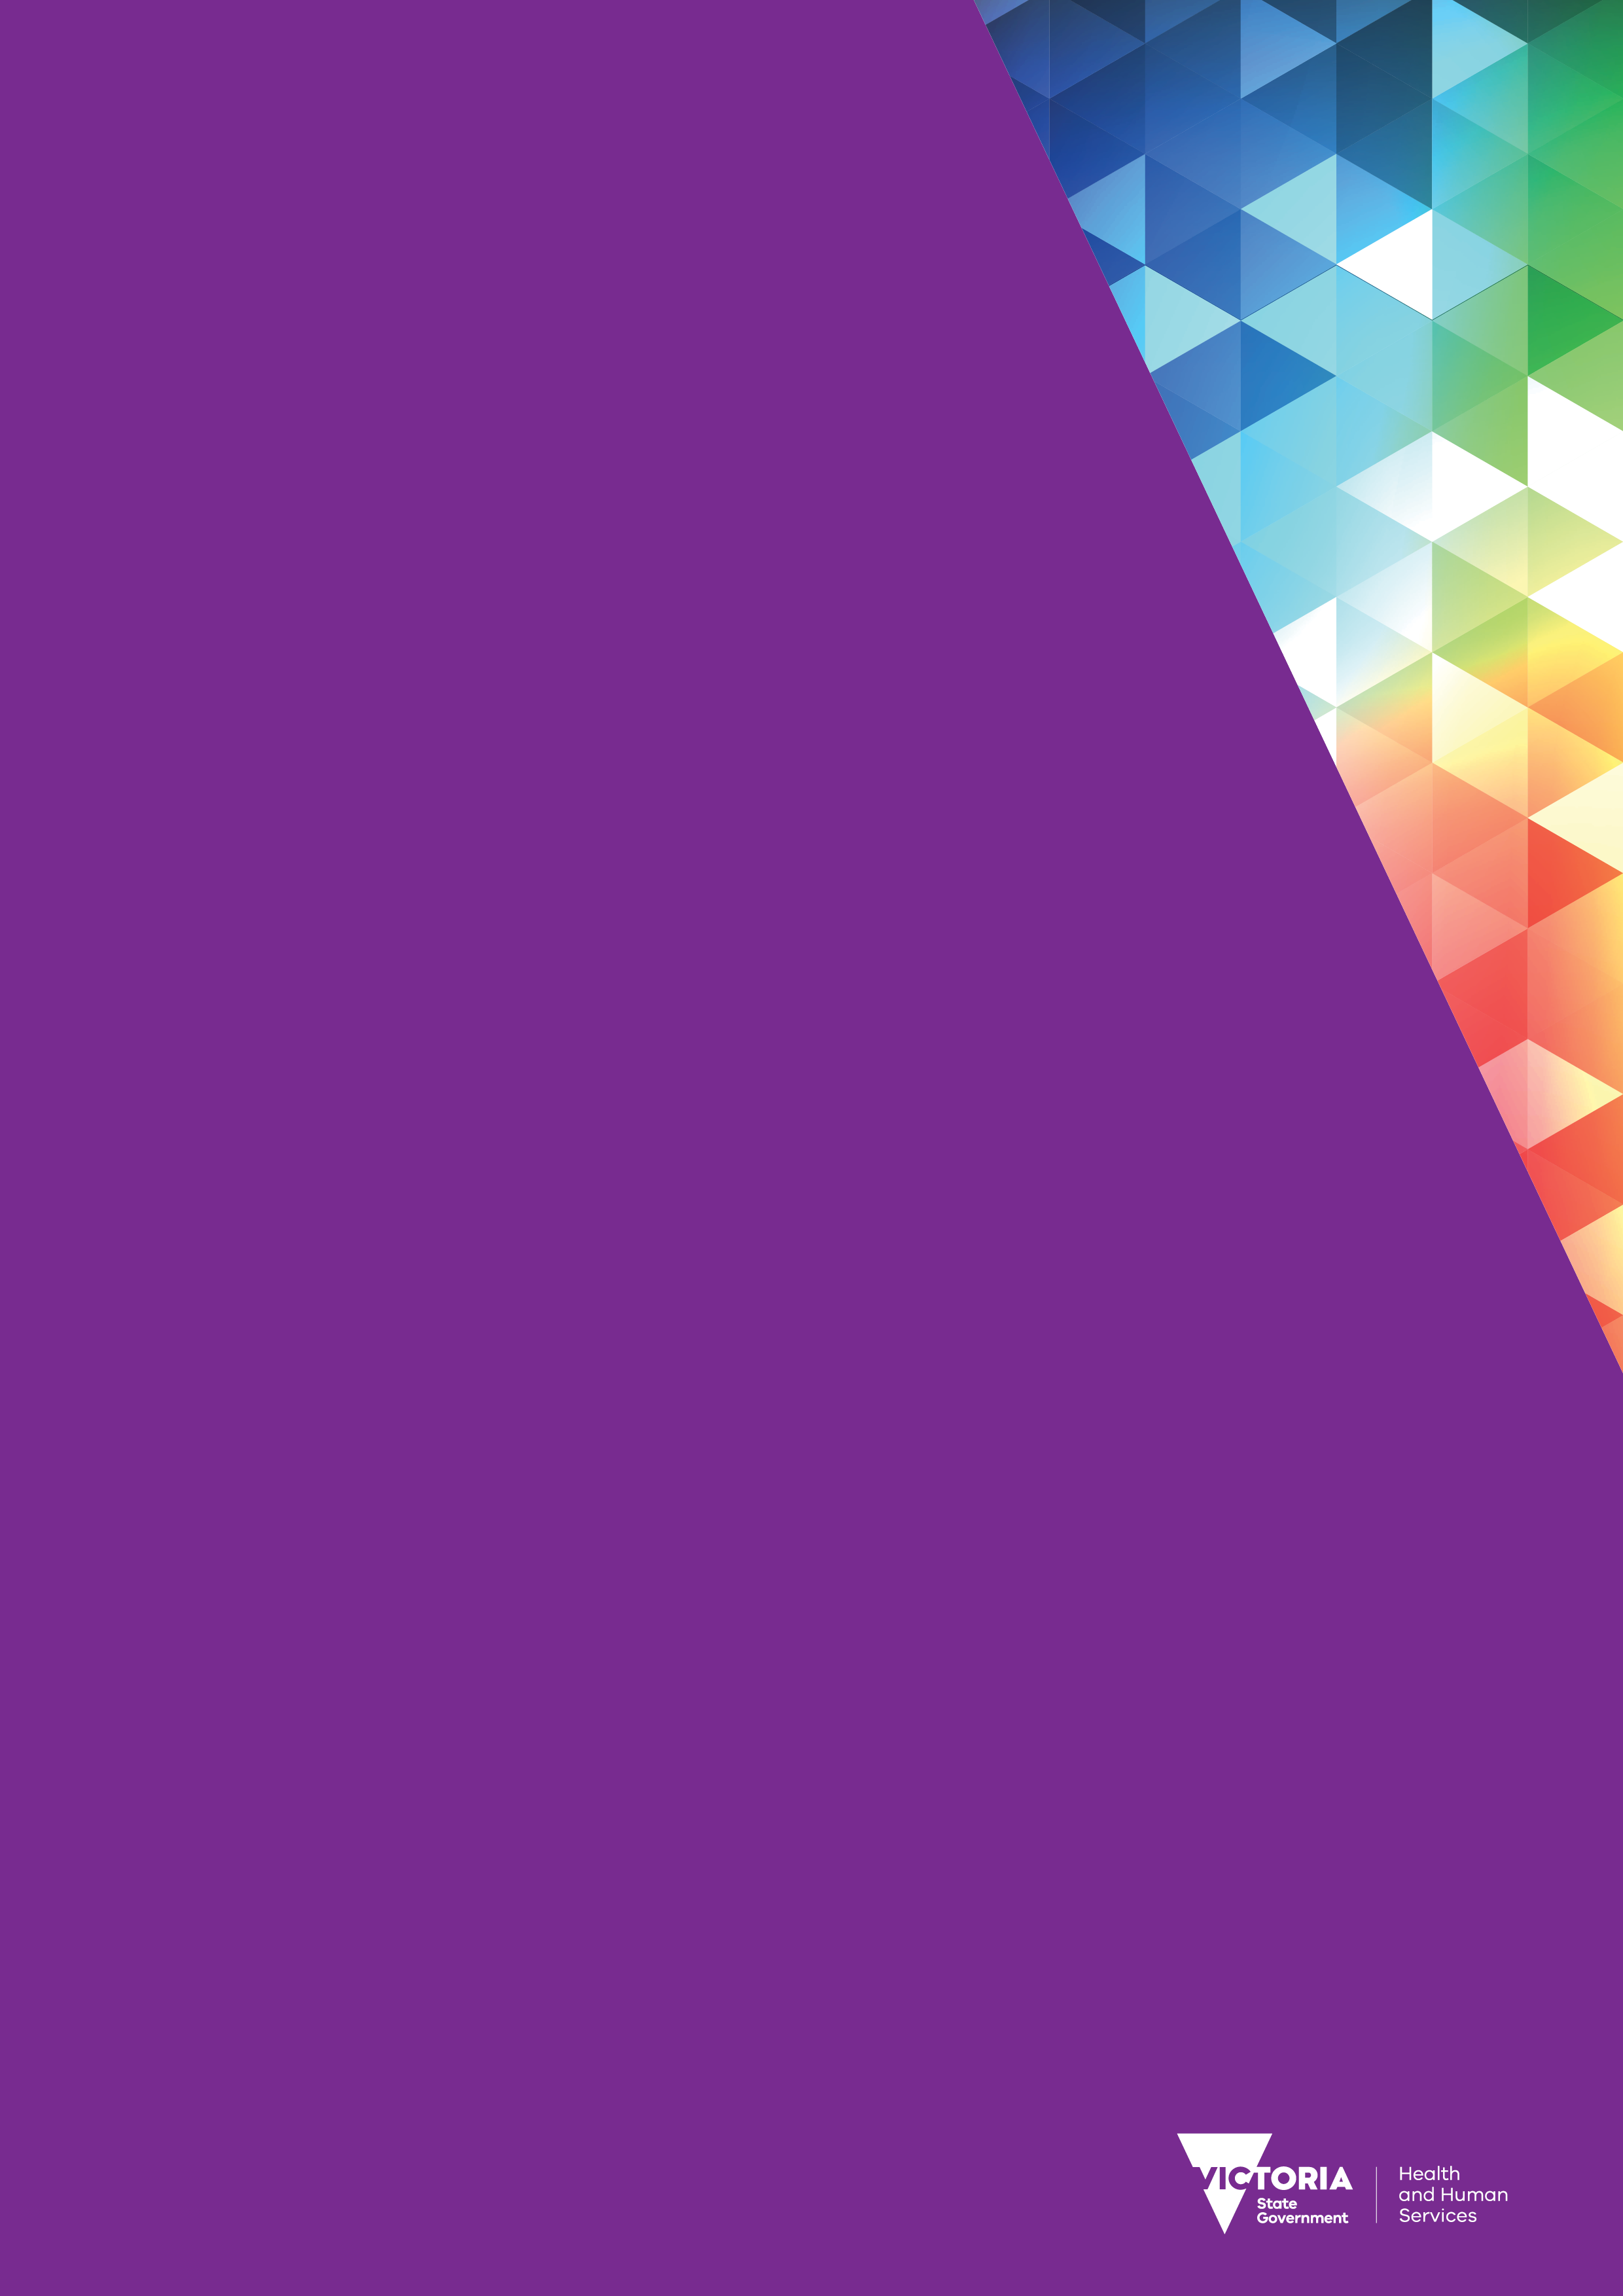 VICTORIA
State
Government
Health
and Human
Services